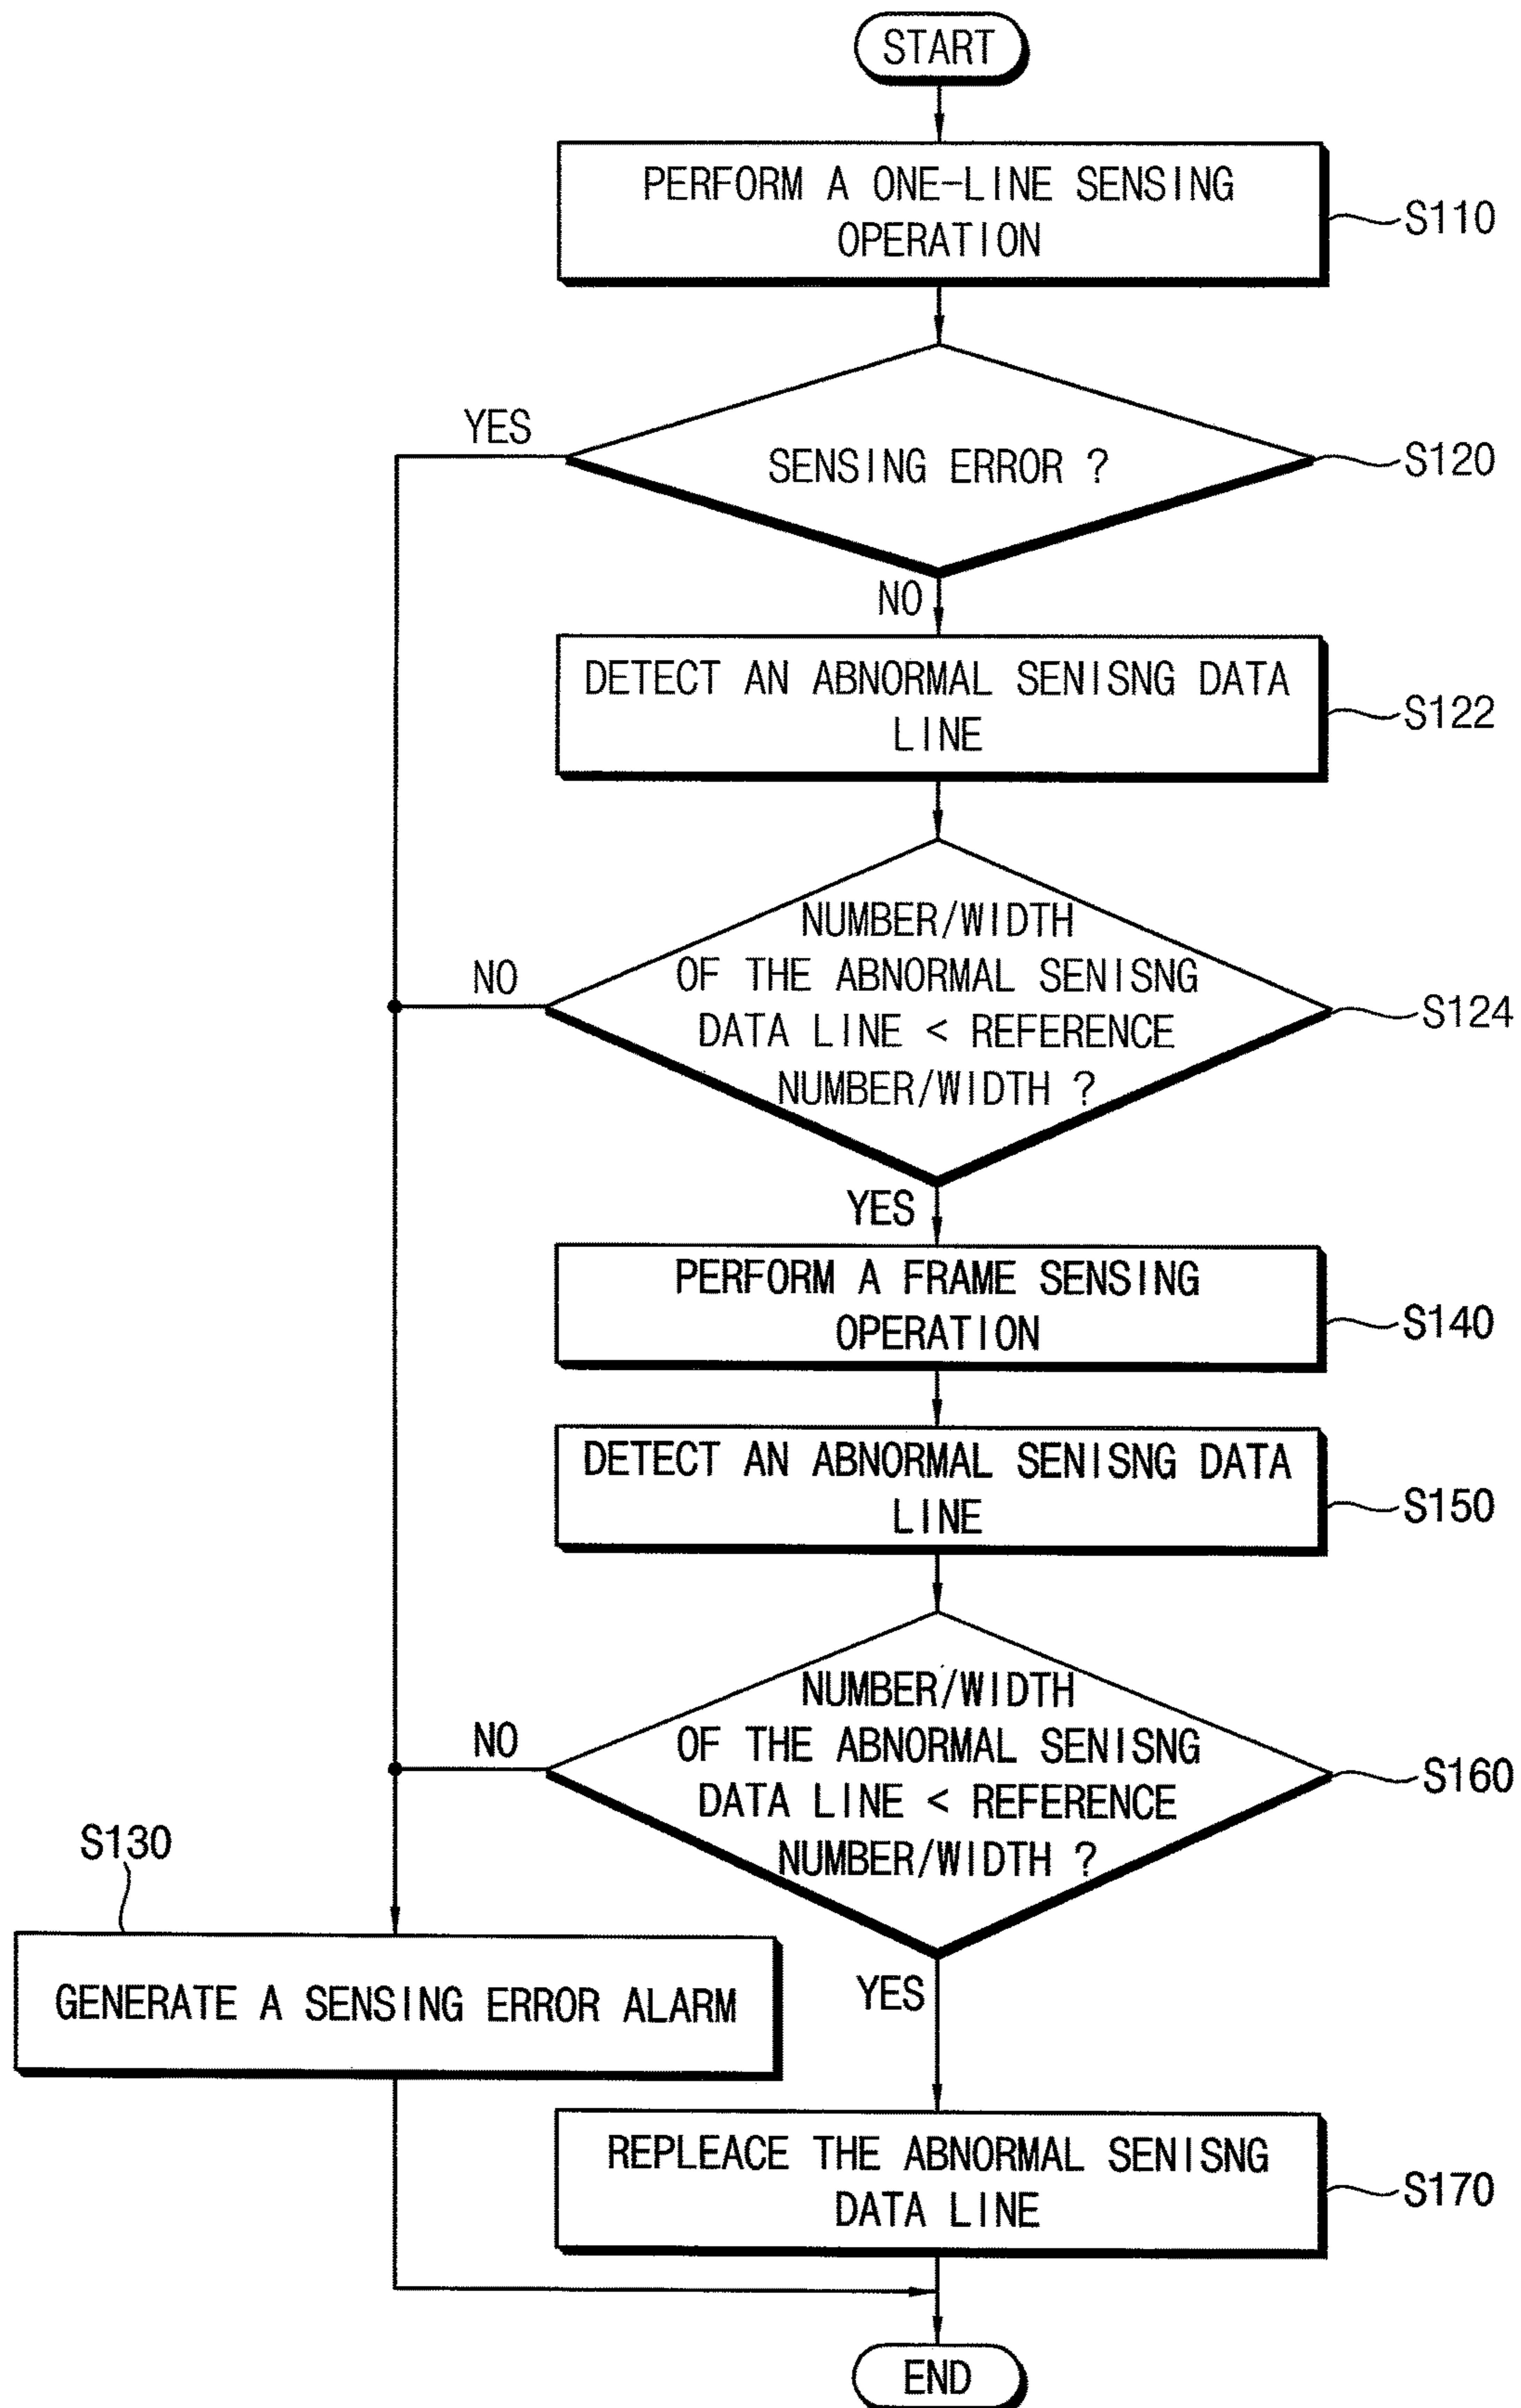 START
PERFORM A ONE-LINE SENSING
OPERATION
S110
YES
SENSING ERROR ?
S120
NO
DETECT AN ABNORMAL SENISNG DATA
LINE
S122
NUMBER/WIDTH
OF THE ABNORMAL SENISNG
DATA LINE < REFERENCE
NUMBER/WIDTH ?
NO
S124
YES
PERFORM A FRAME SENSING
OPERATION
S140
DETECT AN ABNORMAL SENISNG DATA
LINE
S150
NUMBER/WIDTH
OF THE ABNORMAL SENISNG
DATA LINE < REFERENCE
NUMBER/WIDTH ?
NO
S160
S130
GENERATE A SENSING ERROR ALARM
YES
REPLEACE THE ABNORMAL SENISNG
DATA LINE
S170
END